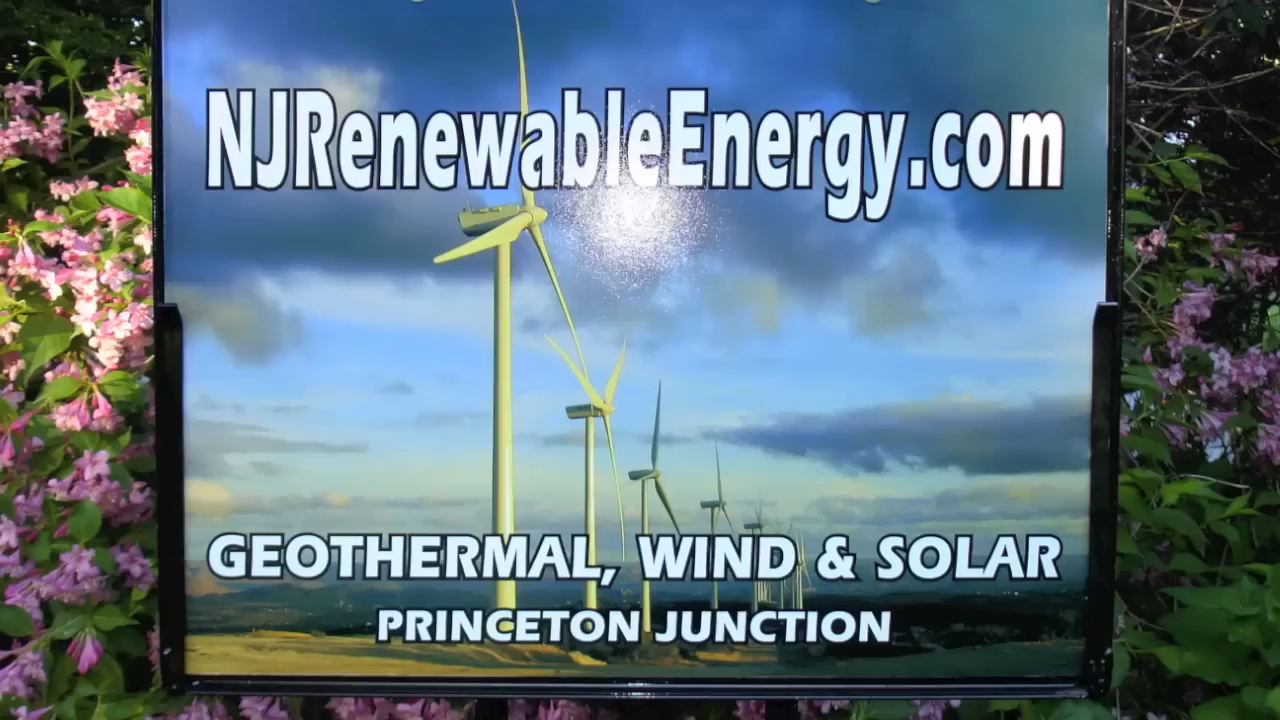 NJRenewableEnergy.com
GEOTHERMAL, WIND & SOLAR
PRINCETON JUNCTION